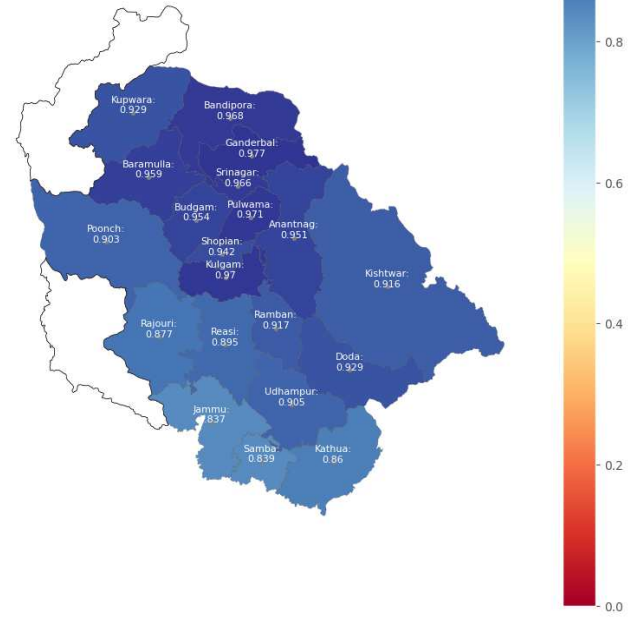 Kupwara:
0.929
Bandipora:
0.968
Ganderbal:
0.977
Baramulla:
0.959
Srinagar:
0.966
Budgam:
0.954
Pulwama:
0.971
Anantnag:
0.951
Poonch:
0.903
Shopian:
0.942
Kulgam:
0.97
Kishtwar:
0.916
Ramban:
0.917
Rajouri:
0.877
Reasi:
0.895
Doda:
0.929
Udhampur:
0.905
Jammu:
837
Samba:
0.839
Kathua:
0.86
0.8
0.6
0.4
0.2
0.0